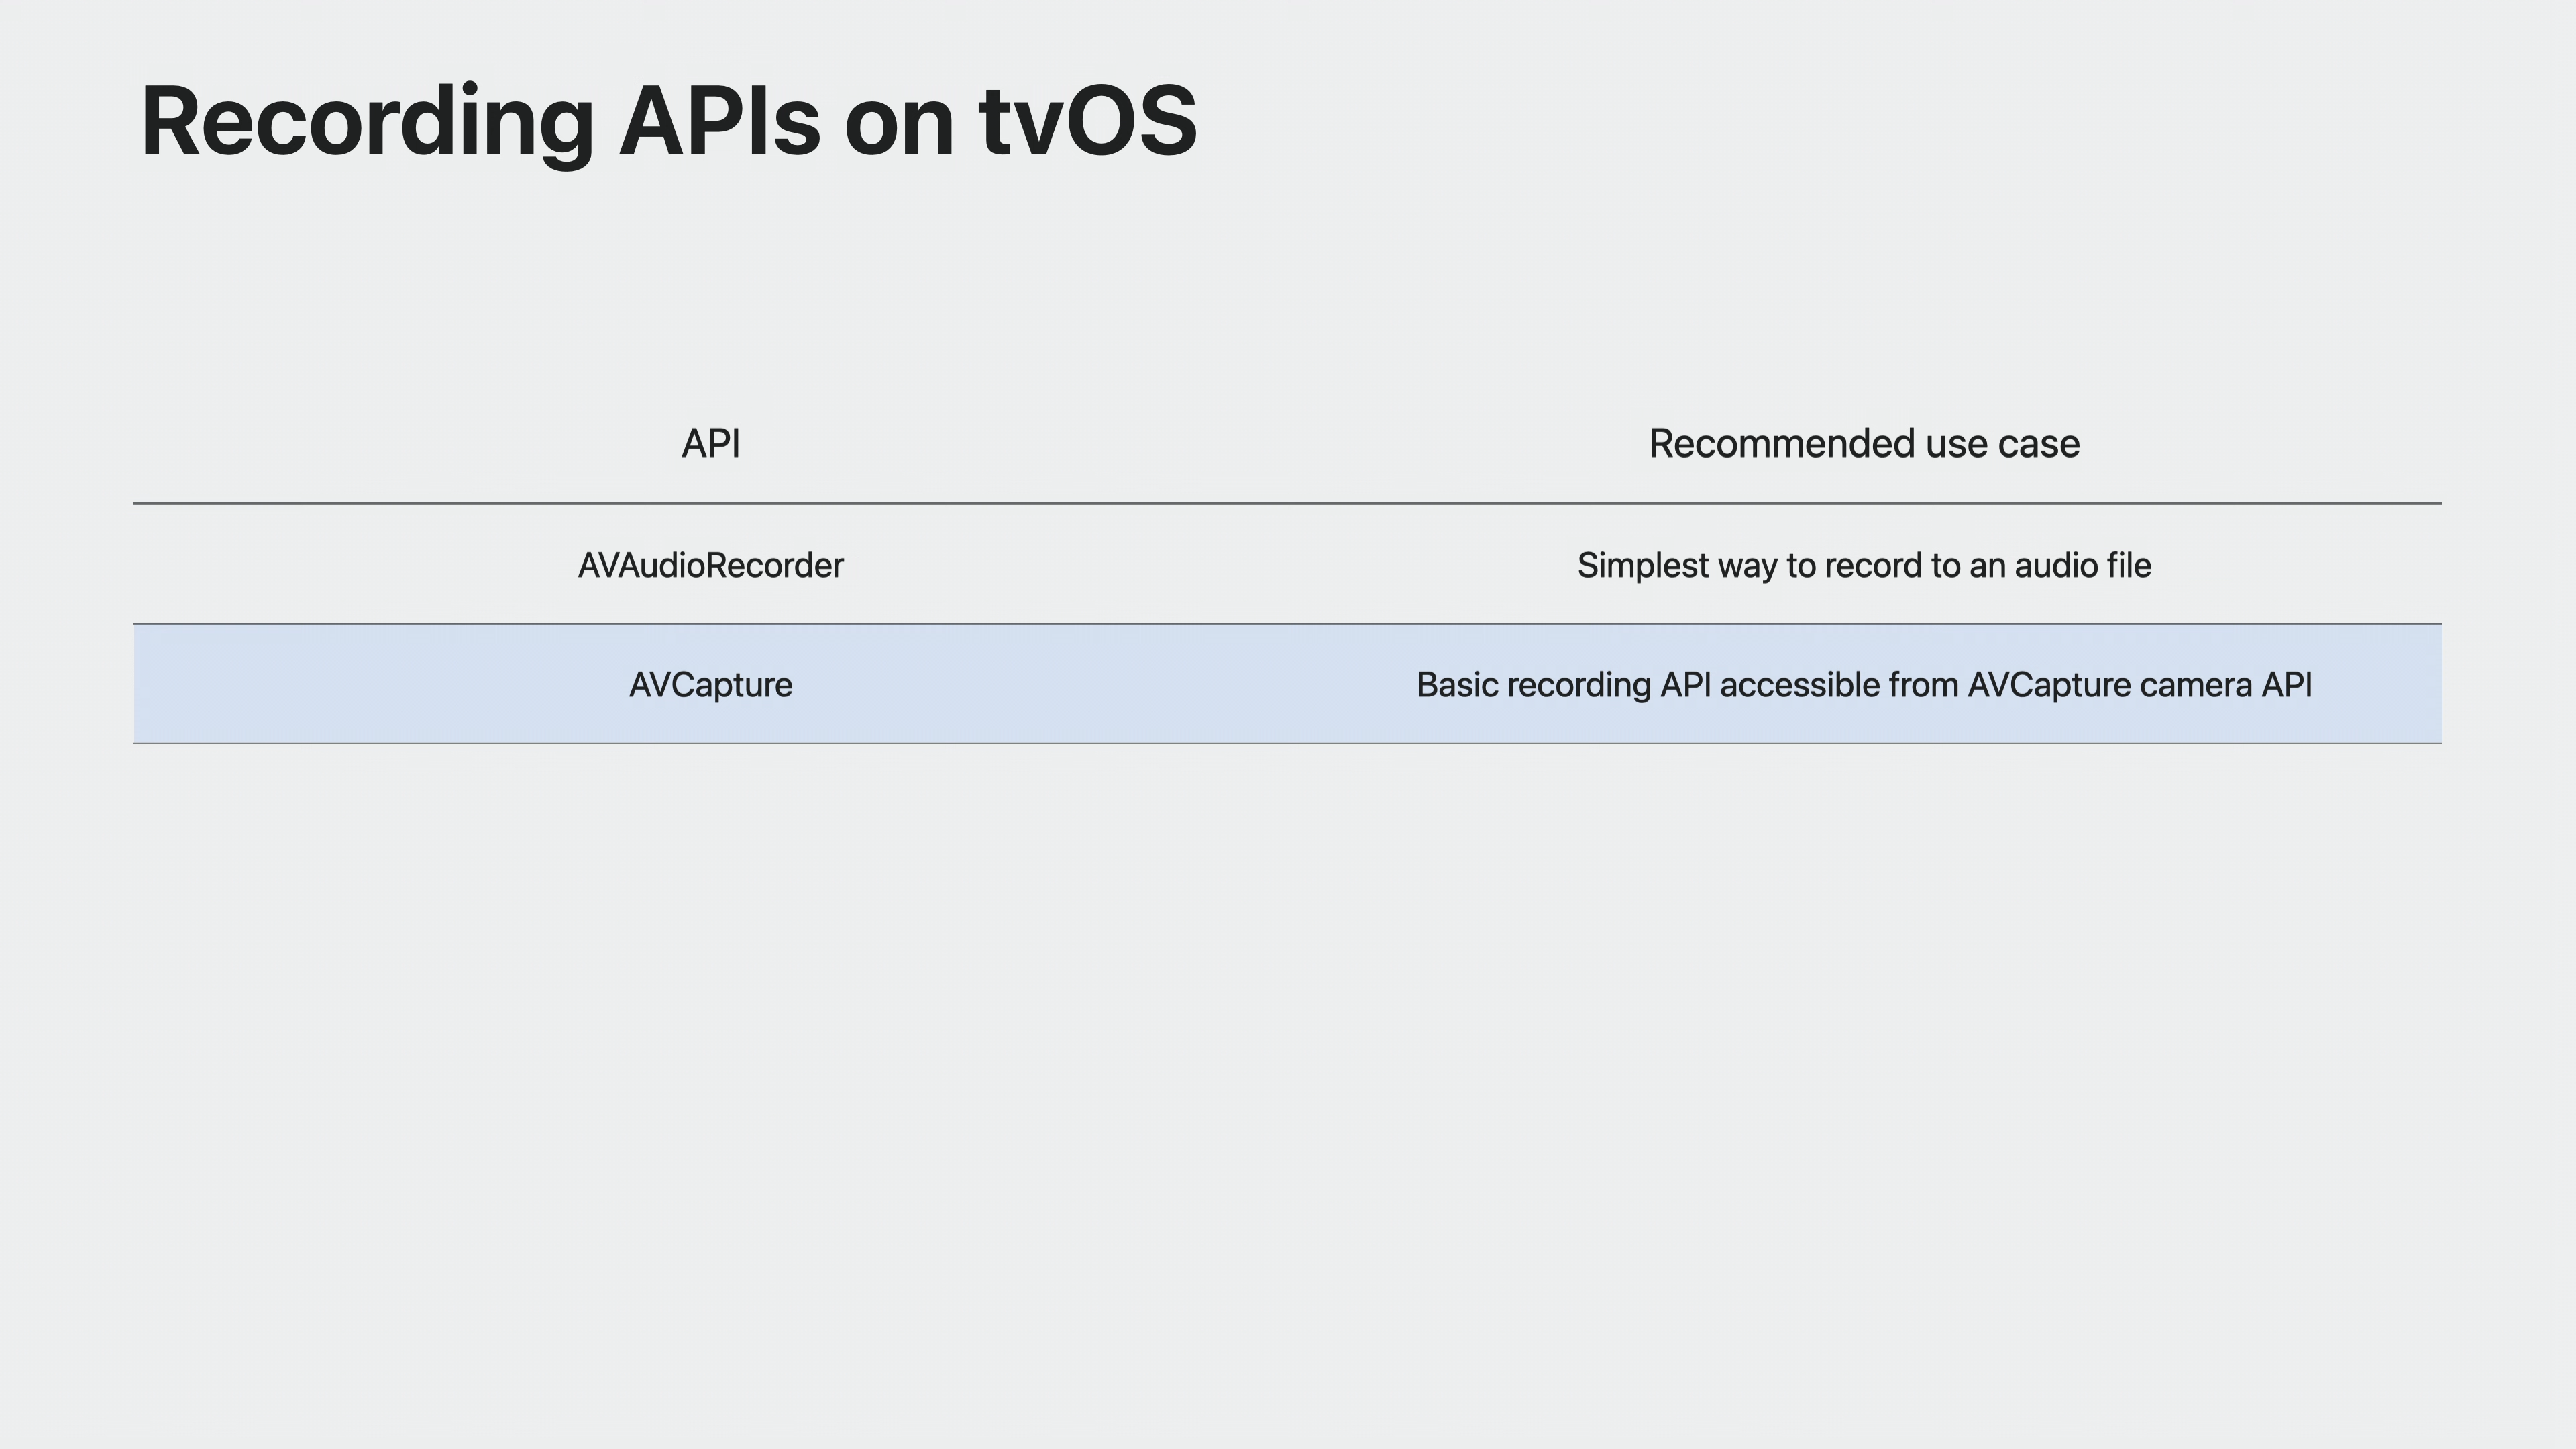 Recording APIs on tvOS
API Recommended use case
AVAudioRecorder Simplest way to record to an audio file
AVCapture Basic recording API accessible from AVCapture camera API